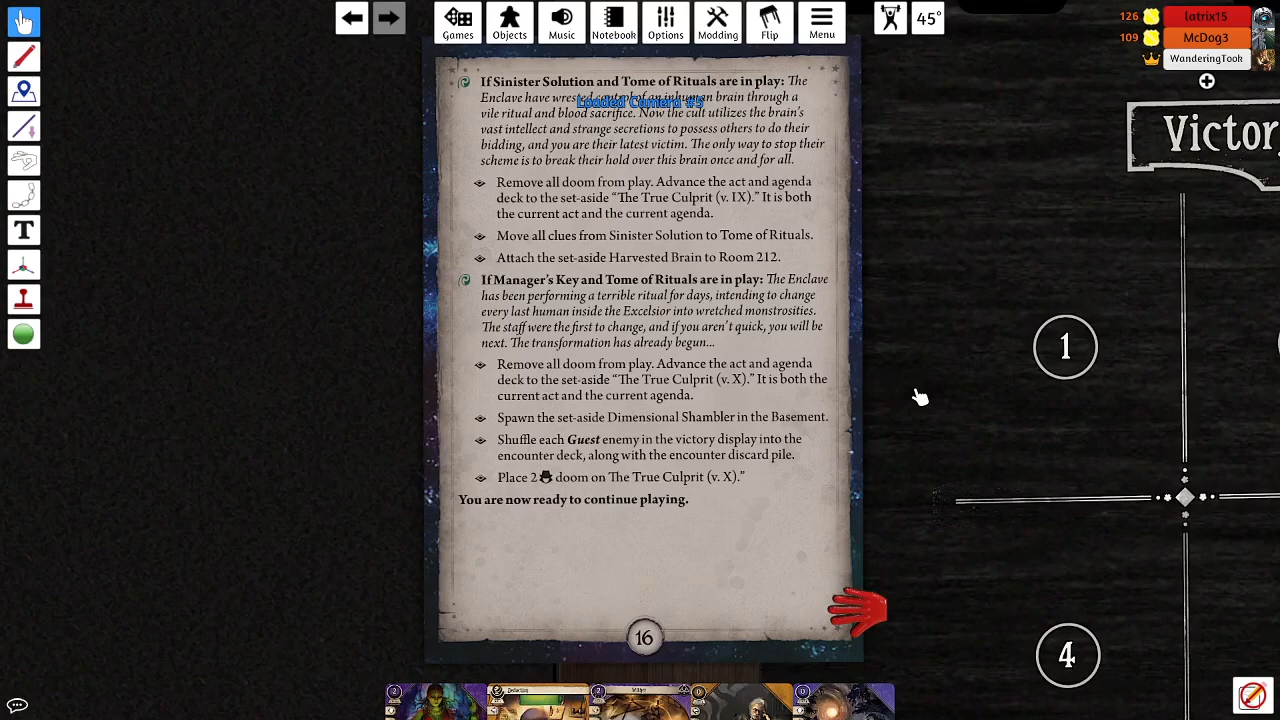 Games
Objects
Music
Notebook
Options
Modding
Flip
Menu
45°
126
latrix15
109
McDog3
WanderingTook
Loaded Camera #5
If Sinister Solution and Tome of Rituals are in play: The
Enclave have wrested control of an inhuman brain through a
vile ritual and blood sacrifice. Now the cult utilizes the brain's
vast intellect and strange secretions to possess others to do their
bidding, and you are their latest victim. The only way to stop their
scheme is to break their hold over this brain once and for all.
Remove all doom from play. Advance the act and agenda
deck to the set-aside “The True Culprit (v. IX).” It is both
the current act and the current agenda.
Move all clues from Sinister Solution to Tome of Rituals.
Attach the set-aside Harvested Brain to Room 212.
If Manager's Key and Tome of Rituals are in play: The Enclave
has been performing a terrible ritual for days, intending to change
every last human inside the Excelsior into wretched monstrosities.
The staff were the first to change, and if you aren't quick, you will be
next. The transformation has already begun...
Remove all doom from play. Advance the act and agenda
deck to the set-aside “The True Culprit (v. X).” It is both the
current act and the current agenda.
Spawn the set-aside Dimensional Shambler in the Basement.
Shuffle each Guest enemy in the victory display into the
encounter deck, along with the encounter discard pile.
Place 2 doom on The True Culprit (v. X).”
You are now ready to continue playing.
16
Victor
1
4
T
2
Deduction
2
0
0